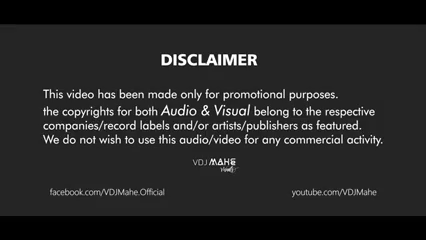 DISCLAIMER
This video has been made only for promotional purposes.
the copyrights for both Audio & Visual belong to the respective
companies/record labels and/or artists/publishers as featured.
We do not wish to use this audio/video for any commercial activity.
VDJ MAHE
facebook.com/VDJMahe.Official
youtube.com/VDJMahe